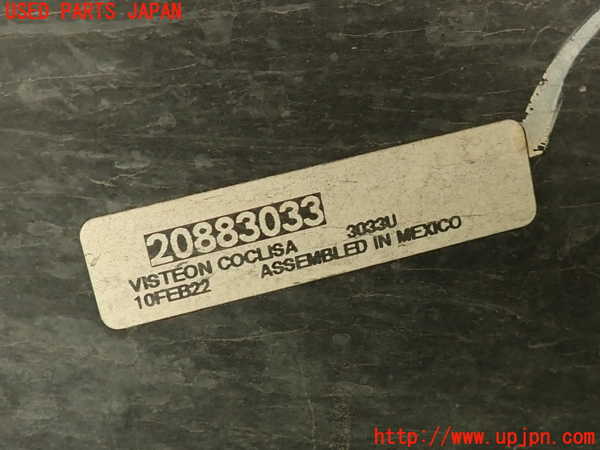 USED PARTS JAPAN
20883033
3033U
VISTEON COCLISA
ASSEMBLED IN MEXICO
10FEB22
http://www.upjpn.com